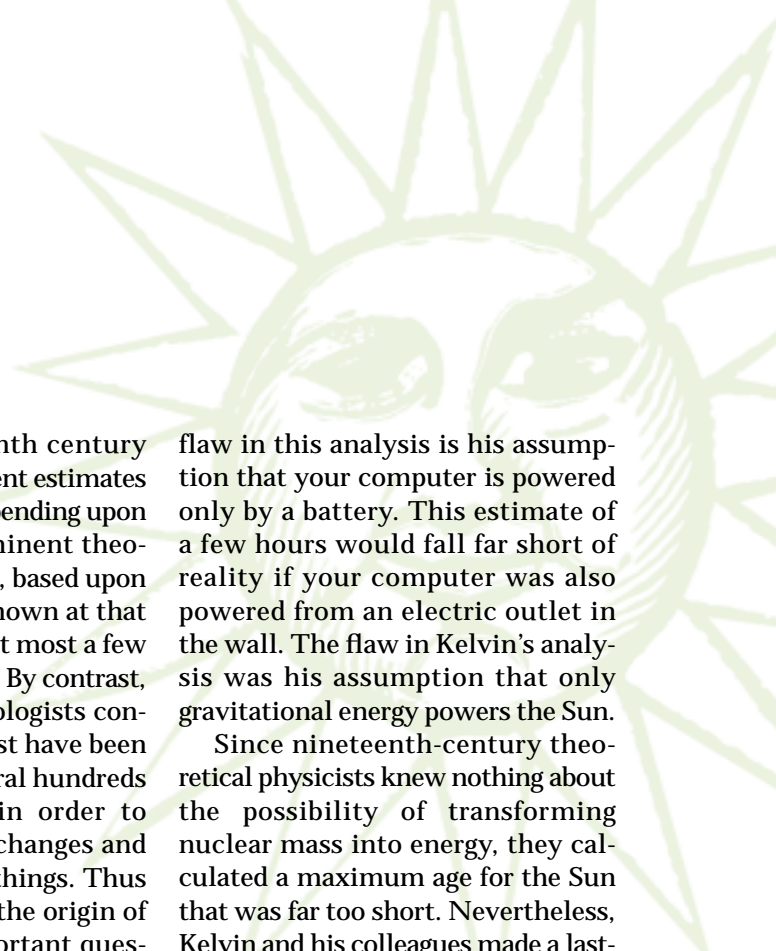 nth century
ent estimates
pending upon
minent theo-
, based upon
nown at that
t most a few
By contrast,
ologists con-
st have been
ral hundreds
in order to
changes and
things. Thus
the origin of
ortant ques-
flaw in this analysis is his assump-
tion that your computer is powered
only by a battery. This estimate of
a few hours would fall far short of
reality if your computer was also
powered from an electric outlet in
the wall. The flaw in Kelvin’s analy-
sis was his assumption that only
gravitational energy powers the Sun.
Since nineteenth-century theo-
retical physicists knew nothing about
the possibility of transforming
nuclear mass into energy, they cal-
culated a maximum age for the Sun
that was far too short. Nevertheless,
Kelvin and his colleagues made a last-